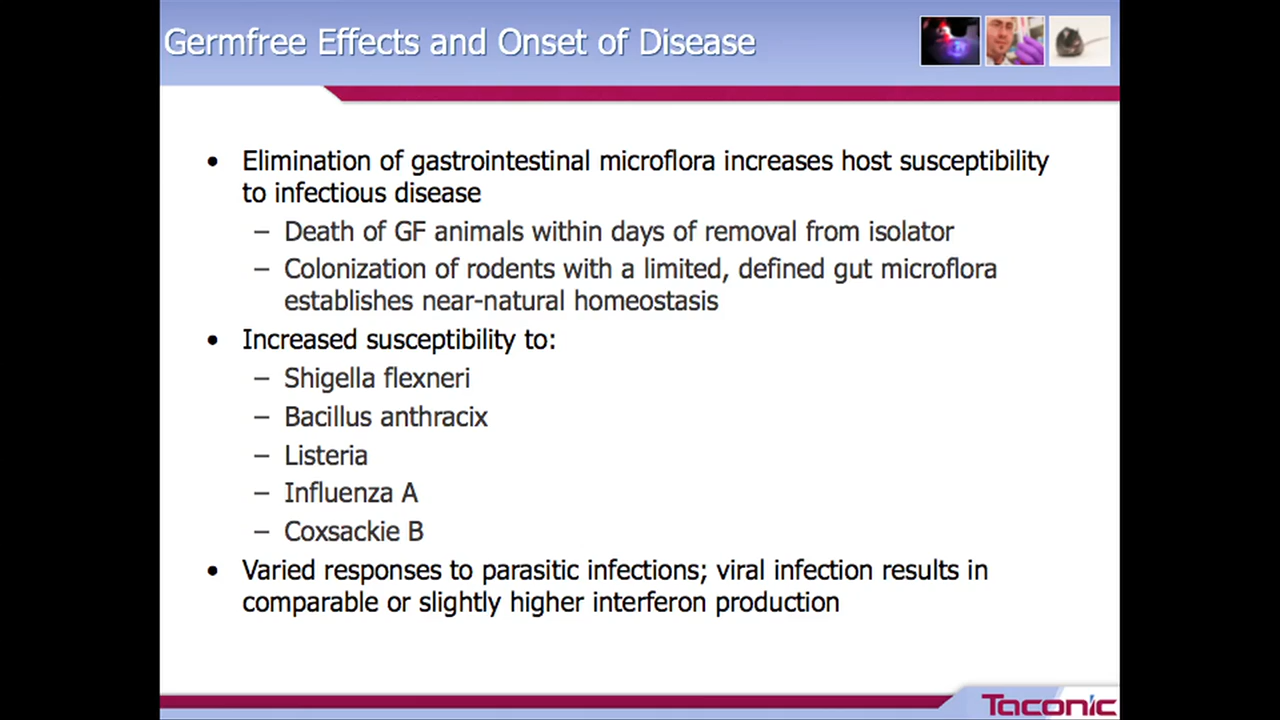 Germfree Effects and Onset of Disease
• Elimination of gastrointestinal microflora increases host susceptibility
to infectious disease
– Death of GF animals within days of removal from isolator
– Colonization of rodents with a limited, defined gut microflora
establishes near-natural homeostasis
• Increased susceptibility to:
– Shigella flexneri
– Bacillus anthracix
– Listeria
– Influenza A
– Coxsackie B
• Varied responses to parasitic infections; viral infection results in
comparable or slightly higher interferon production
Taconic